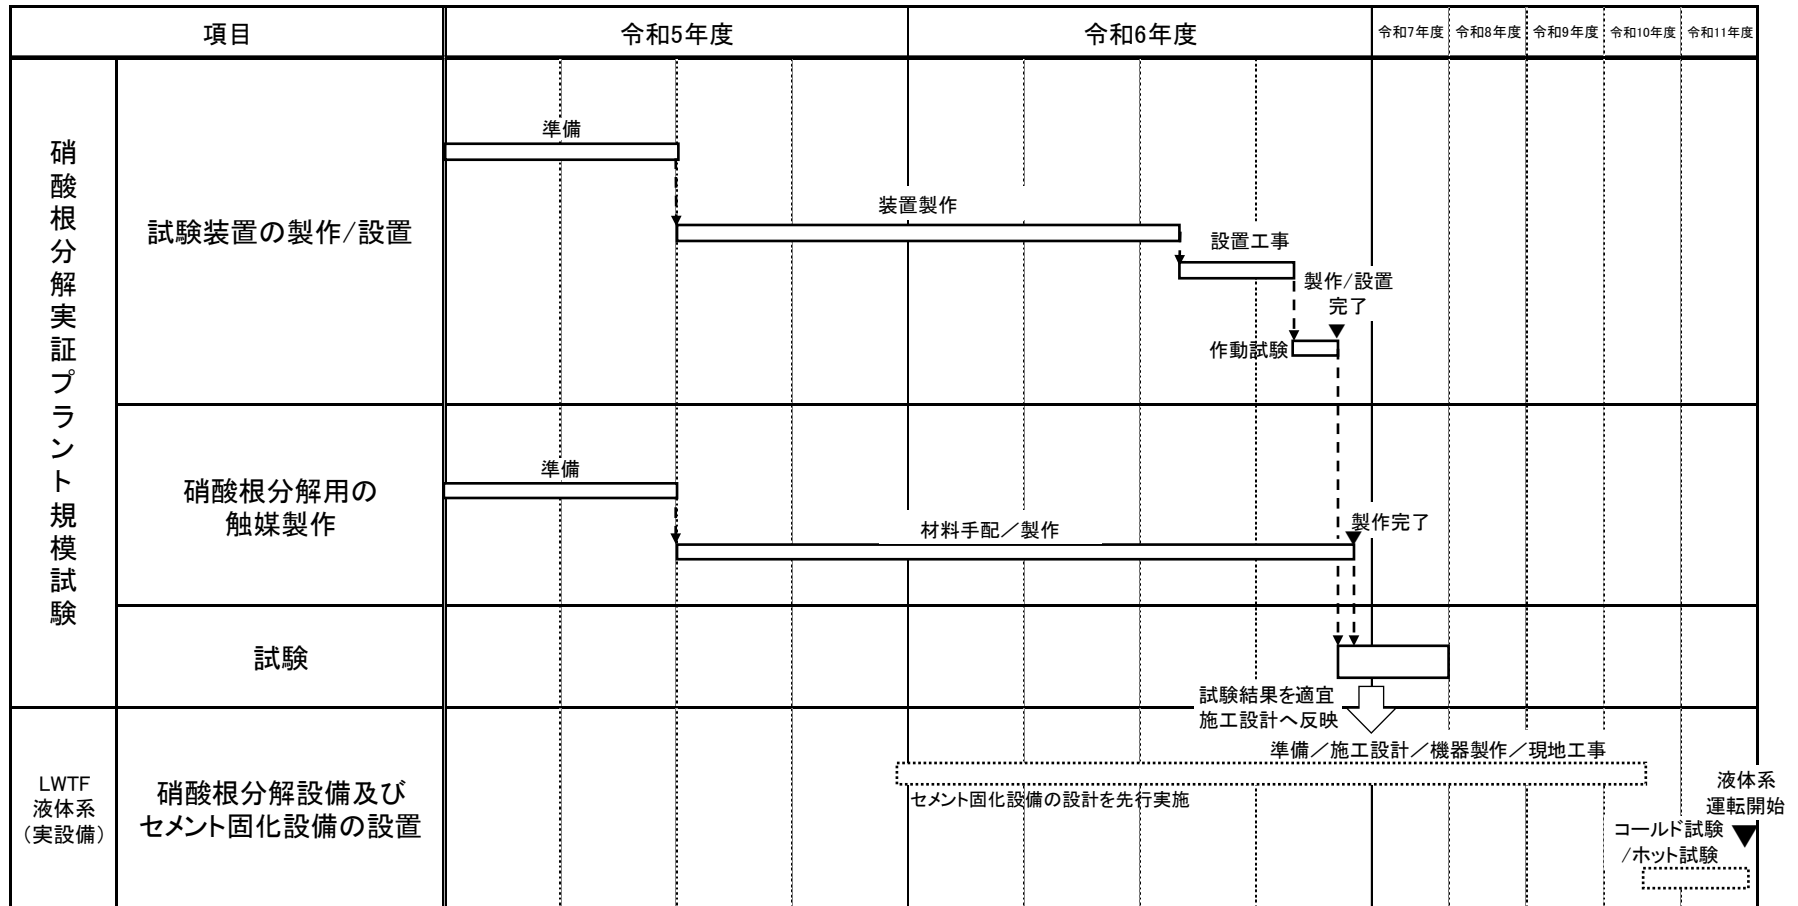 項目
令和5年度
令和6年度
令和7年度
令和8年度
令和9年度
令和10年度
令和11年度
硝酸根分解実証プラント規模試験
試験装置の製作/設置
準備
装置製作
設置工事
製作/設置
完了
作動試験
硝酸根分解用の
触媒製作
準備
材料手配／製作
製作完了
試験
試験結果を適宜
施工設計へ反映
LWTF
液体系
（実設備）
硝酸根分解設備及び
セメント固化設備の設置
準備／施工設計／機器製作／現地工事
セメント固化設備の設計を先行実施
液体系
運転開始
コールド試験
/ホット試験